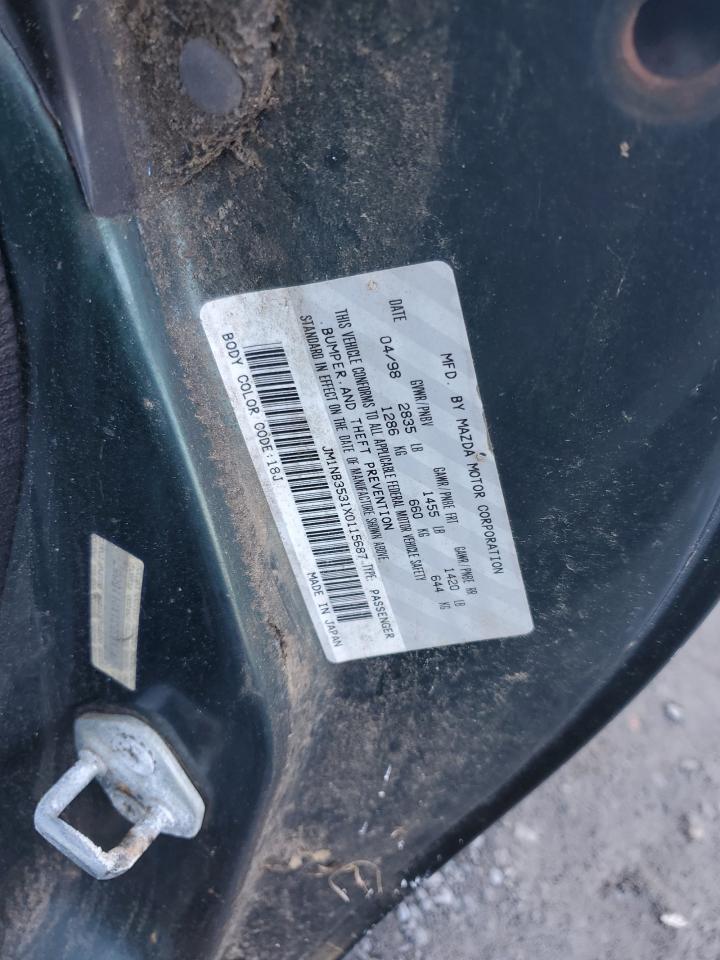 MFD. BY MAZDA MOTOR CORPORATION
DATE GVWR/PNBV GAWR/PNBE FRT GAWR/PNBE RR
04/98 2835 LB 1455 LB 1420 LB
1286 KG 660 KG 644 KG
THIS VEHICLE CONFORMS TO ALL APPLICABLE FEDERAL MOTOR VEHICLE SAFETY
BUMPER, AND THEFT PREVENTION
STANDARD IN EFFECT ON THE DATE OF MANUFACTURE SHOWN ABOVE.
JM1NB3531X0115687 TYPE: PASSENGER
BODY COLOR CODE:18J MADE IN JAPAN